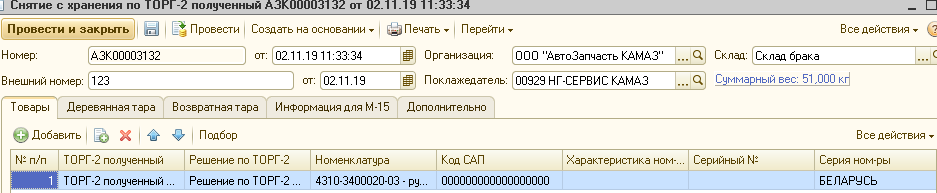 Снятие с хранения по ТОРГ-2 полученный АЗК00003132 от 02.11.19 11:33:34
Провести и закрыть Провести Создать на основании Печать Перейти Все действия
Номер: АЗК00003132 от: 02.11.19 11:33:34 Организация: ООО "АвтоЗапчасть КАМАЗ" Склад: Склад брака
Внешний номер: 123 от: 02.11.19 Поклажедатель: 00929 НГ-СЕРВИС КАМАЗ Суммарный вес: 51,000 кг
Товары Деревянная тара Возвратная тара Информация для М-15 Дополнительно
Добавить Подбор Все действия
№ п/п ТОРГ-2 полученный Решение по ТОРГ-2 Номенклатура Код САП Характеристика ном-... Серийный № Серия ном-ры
1 ТОРГ-2 полученный ... Решение по ТОРГ-2 ... 4310-3400020-03 - ру... 000000000000000000 БЕЛАРУСЬ